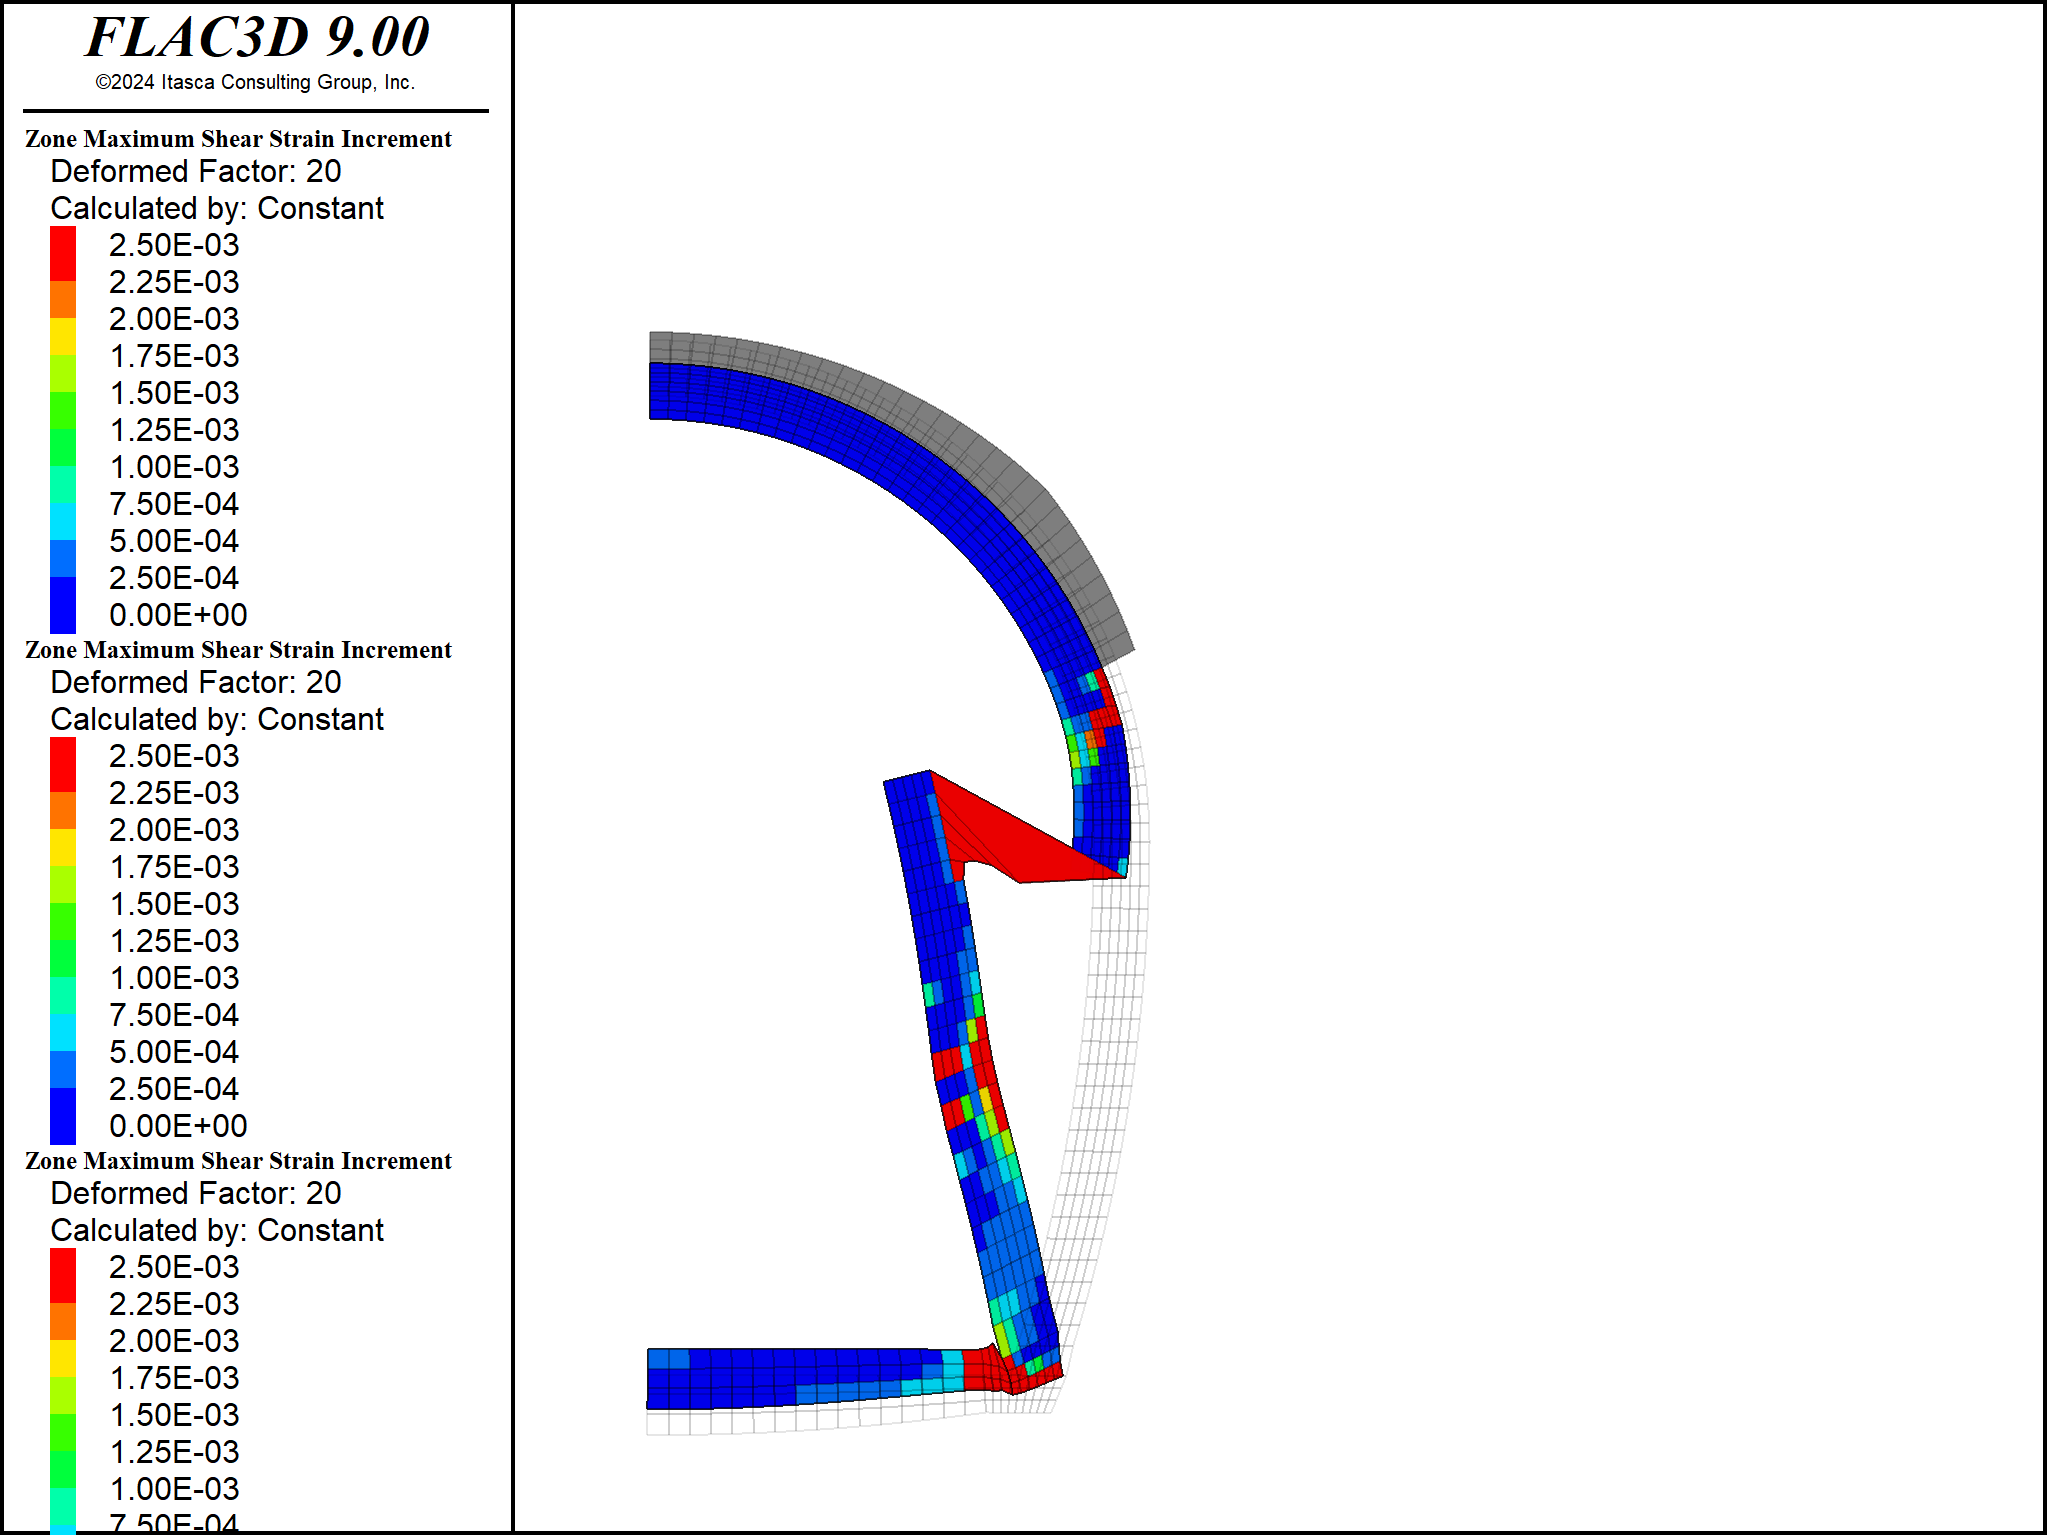 FLAC3D 9.00
©2024 Itasca Consulting Group, Inc.
Zone Maximum Shear Strain Increment
Deformed Factor: 20
Calculated by: Constant
2.50E-03
2.25E-03
2.00E-03
1.75E-03
1.50E-03
1.25E-03
1.00E-03
7.50E-04
5.00E-04
2.50E-04
0.00E+00
Zone Maximum Shear Strain Increment
Deformed Factor: 20
Calculated by: Constant
2.50E-03
2.25E-03
2.00E-03
1.75E-03
1.50E-03
1.25E-03
1.00E-03
7.50E-04
5.00E-04
2.50E-04
0.00E+00
Zone Maximum Shear Strain Increment
Deformed Factor: 20
Calculated by: Constant
2.50E-03
2.25E-03
2.00E-03
1.75E-03
1.50E-03
1.25E-03
1.00E-03
7.50E-04